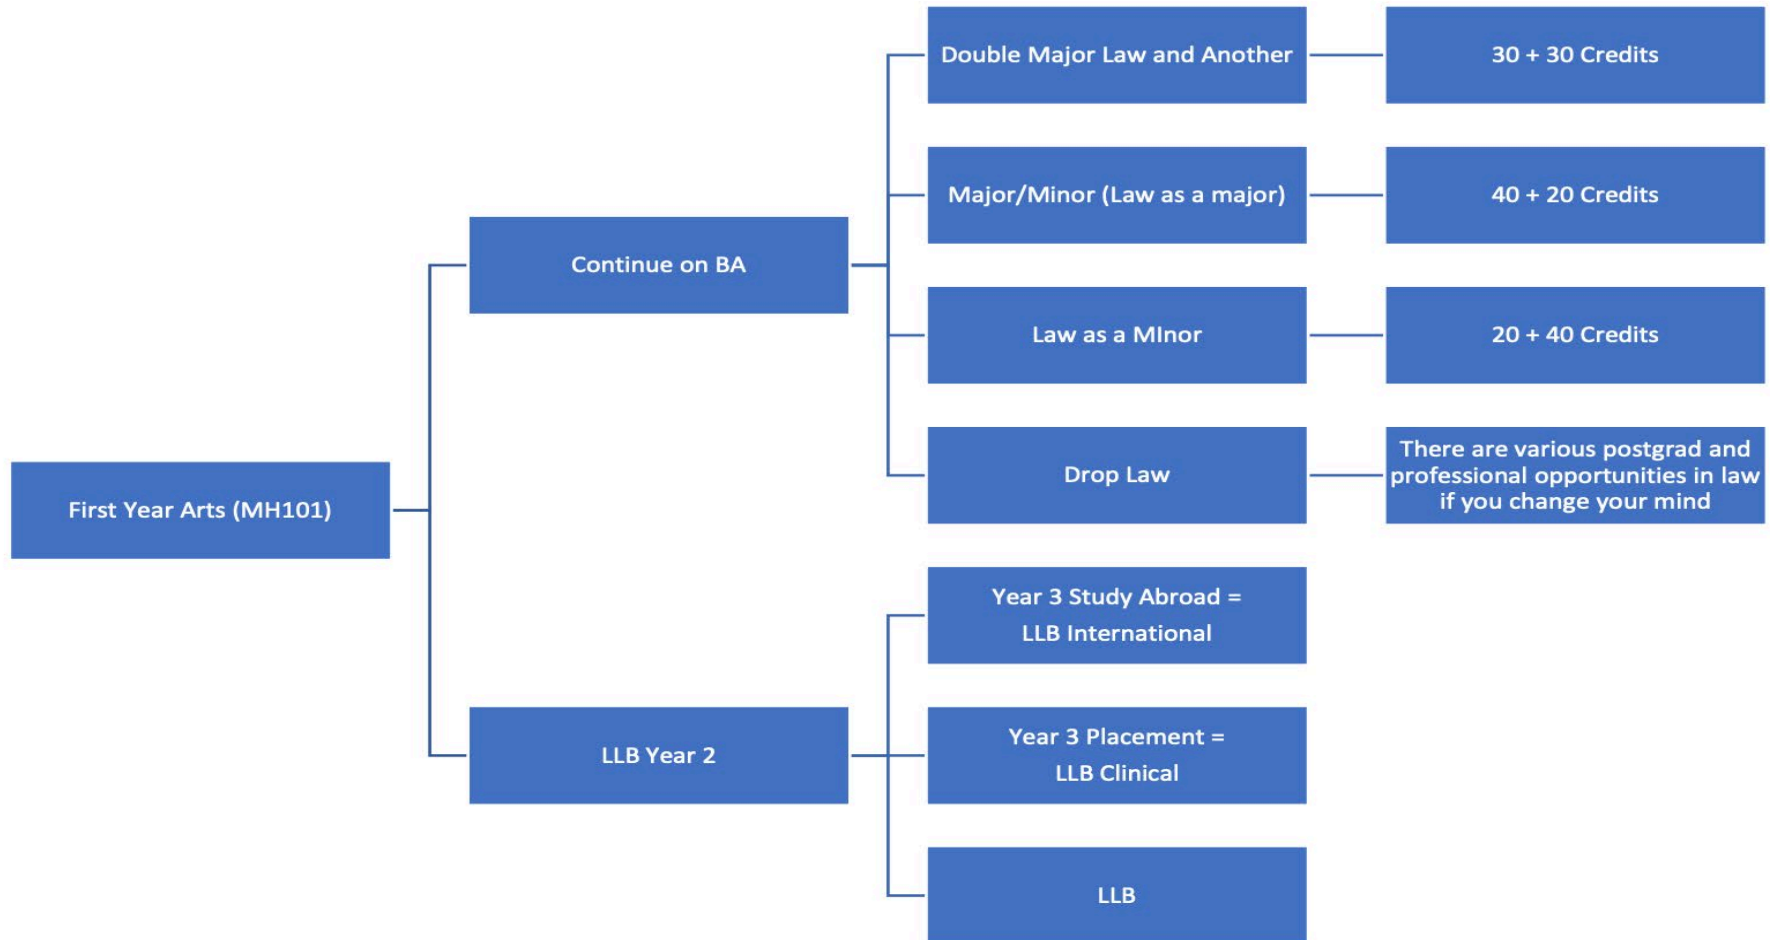 Double Major Law and Another
30 + 30 Credits
Major/Minor (Law as a major)
40 + 20 Credits
Continue on BA
Law as a MInor
20 + 40 Credits
Drop Law
There are various postgrad and
professional opportunities in law
if you change your mind
First Year Arts (MH101)
Year 3 Study Abroad =
LLB International
LLB Year 2
Year 3 Placement =
LLB Clinical
LLB